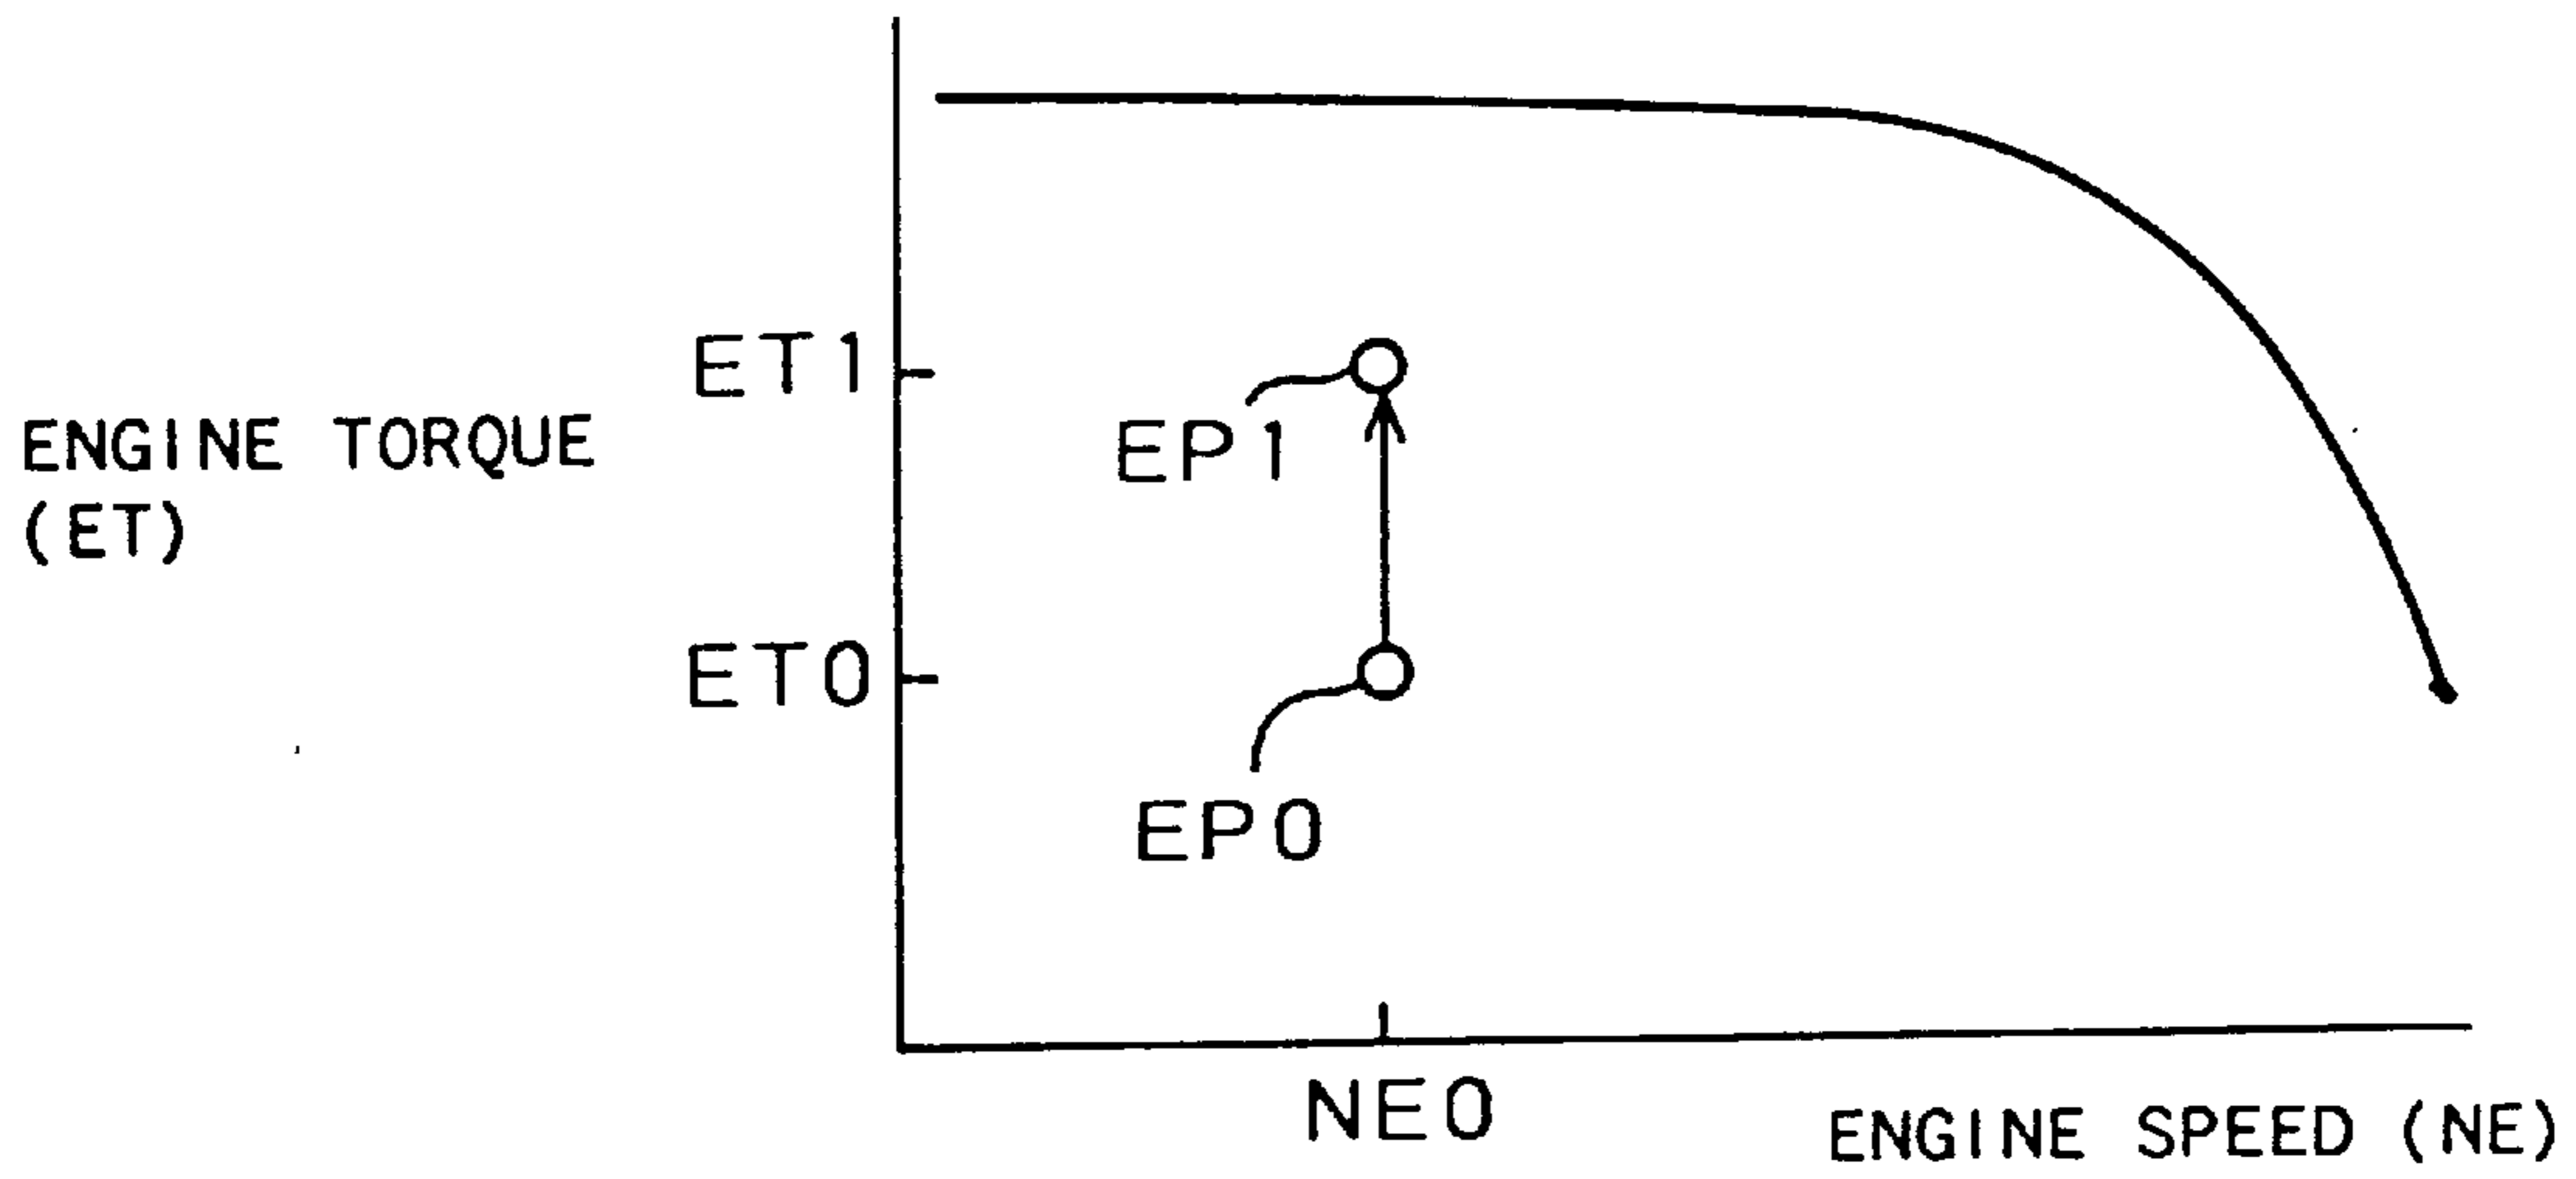 ET1
ENGINE TORQUE
(ET)
EP1
ET0
EP0
NE0
ENGINE SPEED (NE)